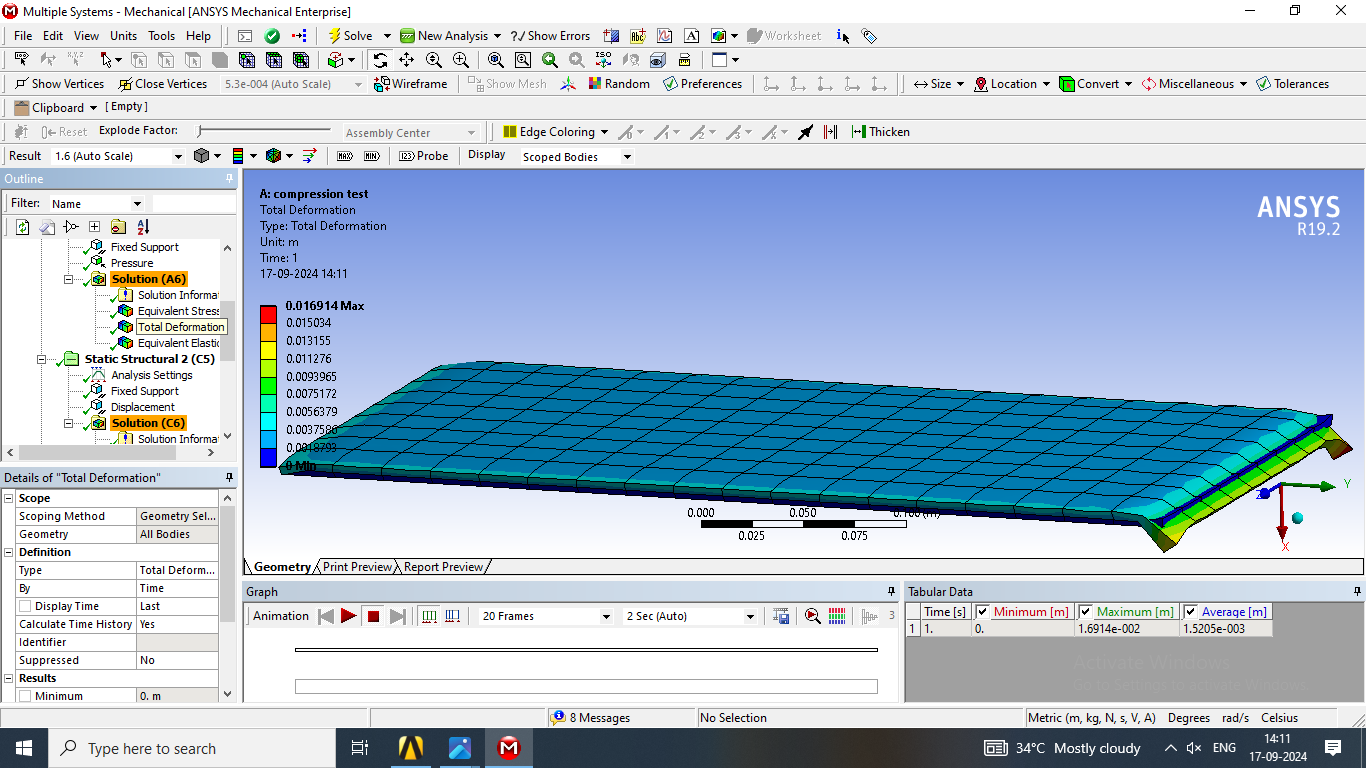 Multiple Systems - Mechanical [ANSYS Mechanical Enterprise]
File Edit View Units Tools Help Solve New Analysis ?/ Show Errors A Worksheet
Show Vertices Close Vertices 5.3e-004 (Auto Scale) Wireframe Show Mesh Random Preferences Size Location Convert Miscellaneous Tolerances
Clipboard [ Empty ]
Reset Explode Factor: Assembly Center Edge Coloring Thicken
Result 1.6 (Auto Scale) MAX MIN 123 Probe Display Scoped Bodies
Outline
Filter: Name
Fixed Support
Pressure
Solution (A6)
Solution Informat
Equivalent Stress
Total Deformation
Equivalent Elastic
Static Structural 2 (C5)
Analysis Settings
Fixed Support
Displacement
Solution (C6)
Solution Informat
Details of "Total Deformation"
Scope
Scoping Method Geometry Sel...
Geometry All Bodies
Definition
Type Total Deform...
By Time
Display Time Last
Calculate Time History Yes
Identifier
Suppressed No
Results
Minimum 0. m
A: compression test
Total Deformation
Type: Total Deformation
Unit: m
Time: 1
17-09-2024 14:11
0.016914 Max
0.015034
0.013155
0.011276
0.0093965
0.0075172
0.0056379
0.0037586
0.0018793
0 Min
ANSYS
R19.2
0.000 0.050 0.100 (m)
0.025 0.075
Y
Z
X
Geometry Print Preview Report Preview
Graph
Animation 20 Frames 2 Sec (Auto) 3
Tabular Data
Time [s] Minimum [m] Maximum [m] Average [m]
1 1. 0. 1.6914e-002 1.5205e-003
Activate Windows
Go to Settings to activate Windows.
8 Messages No Selection Metric (m, kg, N, s, V, A) Degrees rad/s Celsius
Type here to search 34°C Mostly cloudy ENG 14:11
17-09-2024